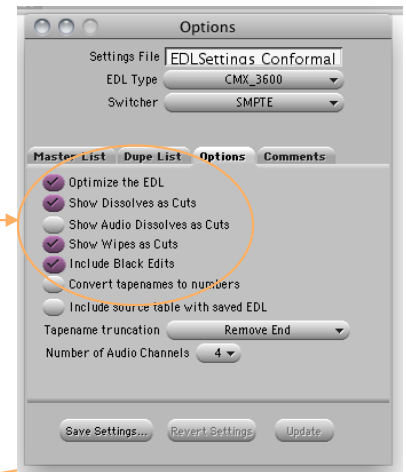 Options
Settings File EDLSettings Conformal
EDL Type CMX_3600
Switcher SMPTE
Master List Dupe List Options Comments
Optimize the EDL
Show Dissolves as Cuts
Show Audio Dissolves as Cuts
Show Wipes as Cuts
Include Black Edits
Convert tapenames to numbers
Include source table with saved EDL
Tapename truncation Remove End
Number of Audio Channels 4
Save Settings... Revert Settings Update